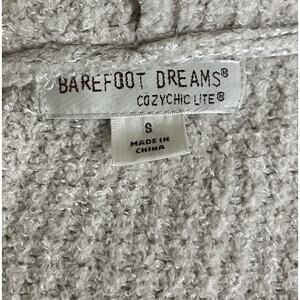 BAREFOOT DREAMS®
COZYCHIC LITE®
S
MADE IN
CHINA